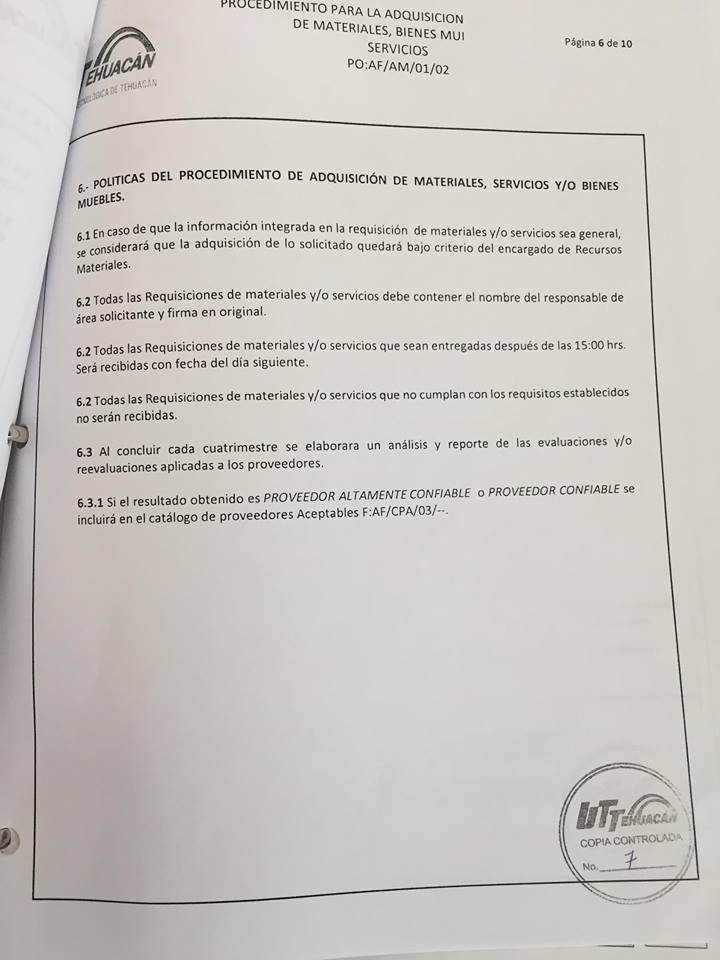 PROCEDIMIENTO PARA LA ADQUISICION
DE MATERIALES, BIENES MUI
SERVICIOS
PO:AF/AM/01/02
Página 6 de 10
TEHUACÁN
TECNOLÓGICA DE TEHUACÁN
6.- POLITICAS DEL PROCEDIMIENTO DE ADQUISICIÓN DE MATERIALES, SERVICIOS Y/O BIENES
MUEBLES.
6.1 En caso de que la información integrada en la requisición de materiales y/o servicios sea general,
se considerará que la adquisición de lo solicitado quedará bajo criterio del encargado de Recursos
Materiales.
6.2 Todas las Requisiciones de materiales y/o servicios debe contener el nombre del responsable de
área solicitante y firma en original.
6.2 Todas las Requisiciones de materiales y/o servicios que sean entregadas después de las 15:00 hrs.
Será recibidas con fecha del día siguiente.
6.2 Todas las Requisiciones de materiales y/o servicios que no cumplan con los requisitos establecidos
no serán recibidas.
6.3 Al concluir cada cuatrimestre se elaborara un análisis y reporte de las evaluaciones y/o
reevaluaciones aplicadas a los proveedores.
6.3.1 Si el resultado obtenido es PROVEEDOR ALTAMENTE CONFIABLE o PROVEEDOR CONFIABLE se
incluirá en el catálogo de proveedores Aceptables F:AF/CPA/03/--.
UTTEHUACÁN
COPIA CONTROLADA
No. 7